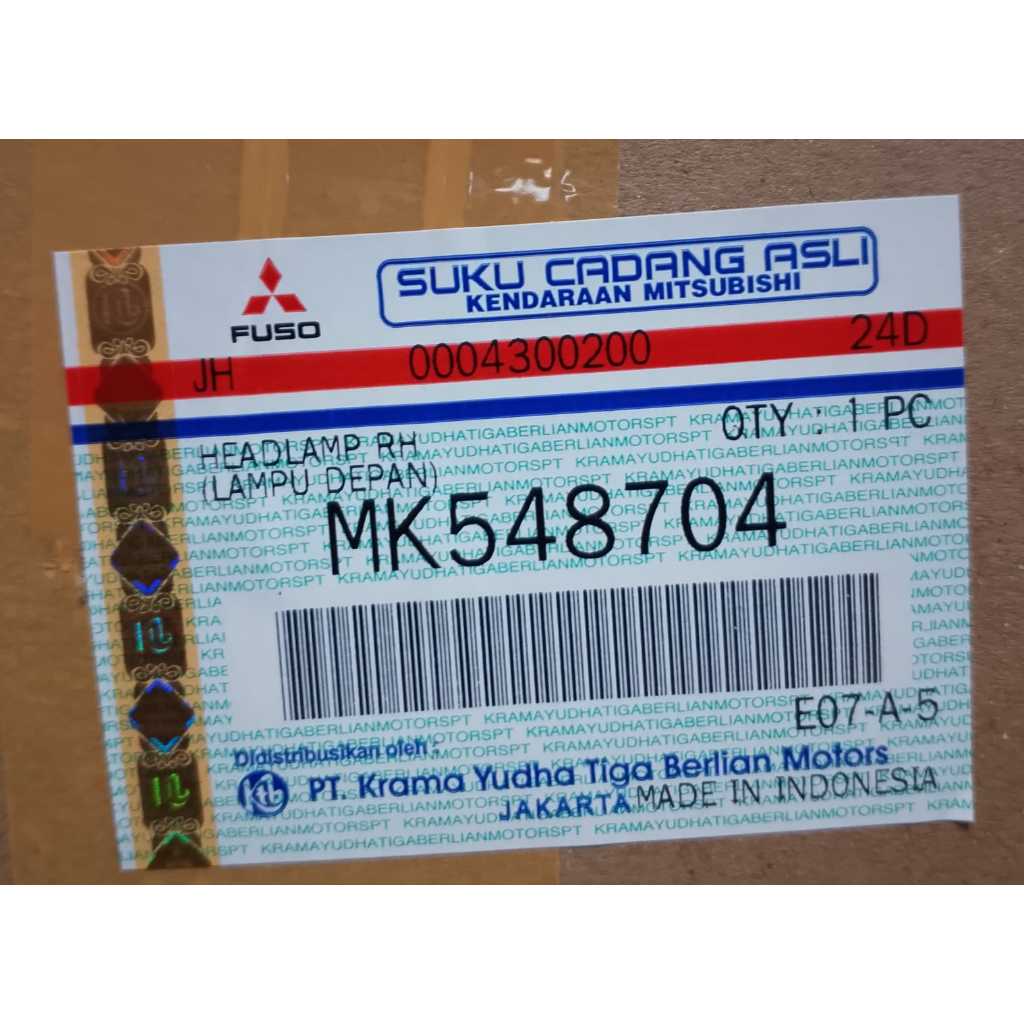 FUSO
SUKU CADANG ASLI
KENDARAAN MITSUBISHI
JH 0004300200 24D
HEADLAMP RH QTY : 1 PC
(LAMPU DEPAN)
MK548704
E07-A-5
Didistribusikan oleh :
PT. Krama Yudha Tiga Berlian Motors
JAKARTA MADE IN INDONESIA